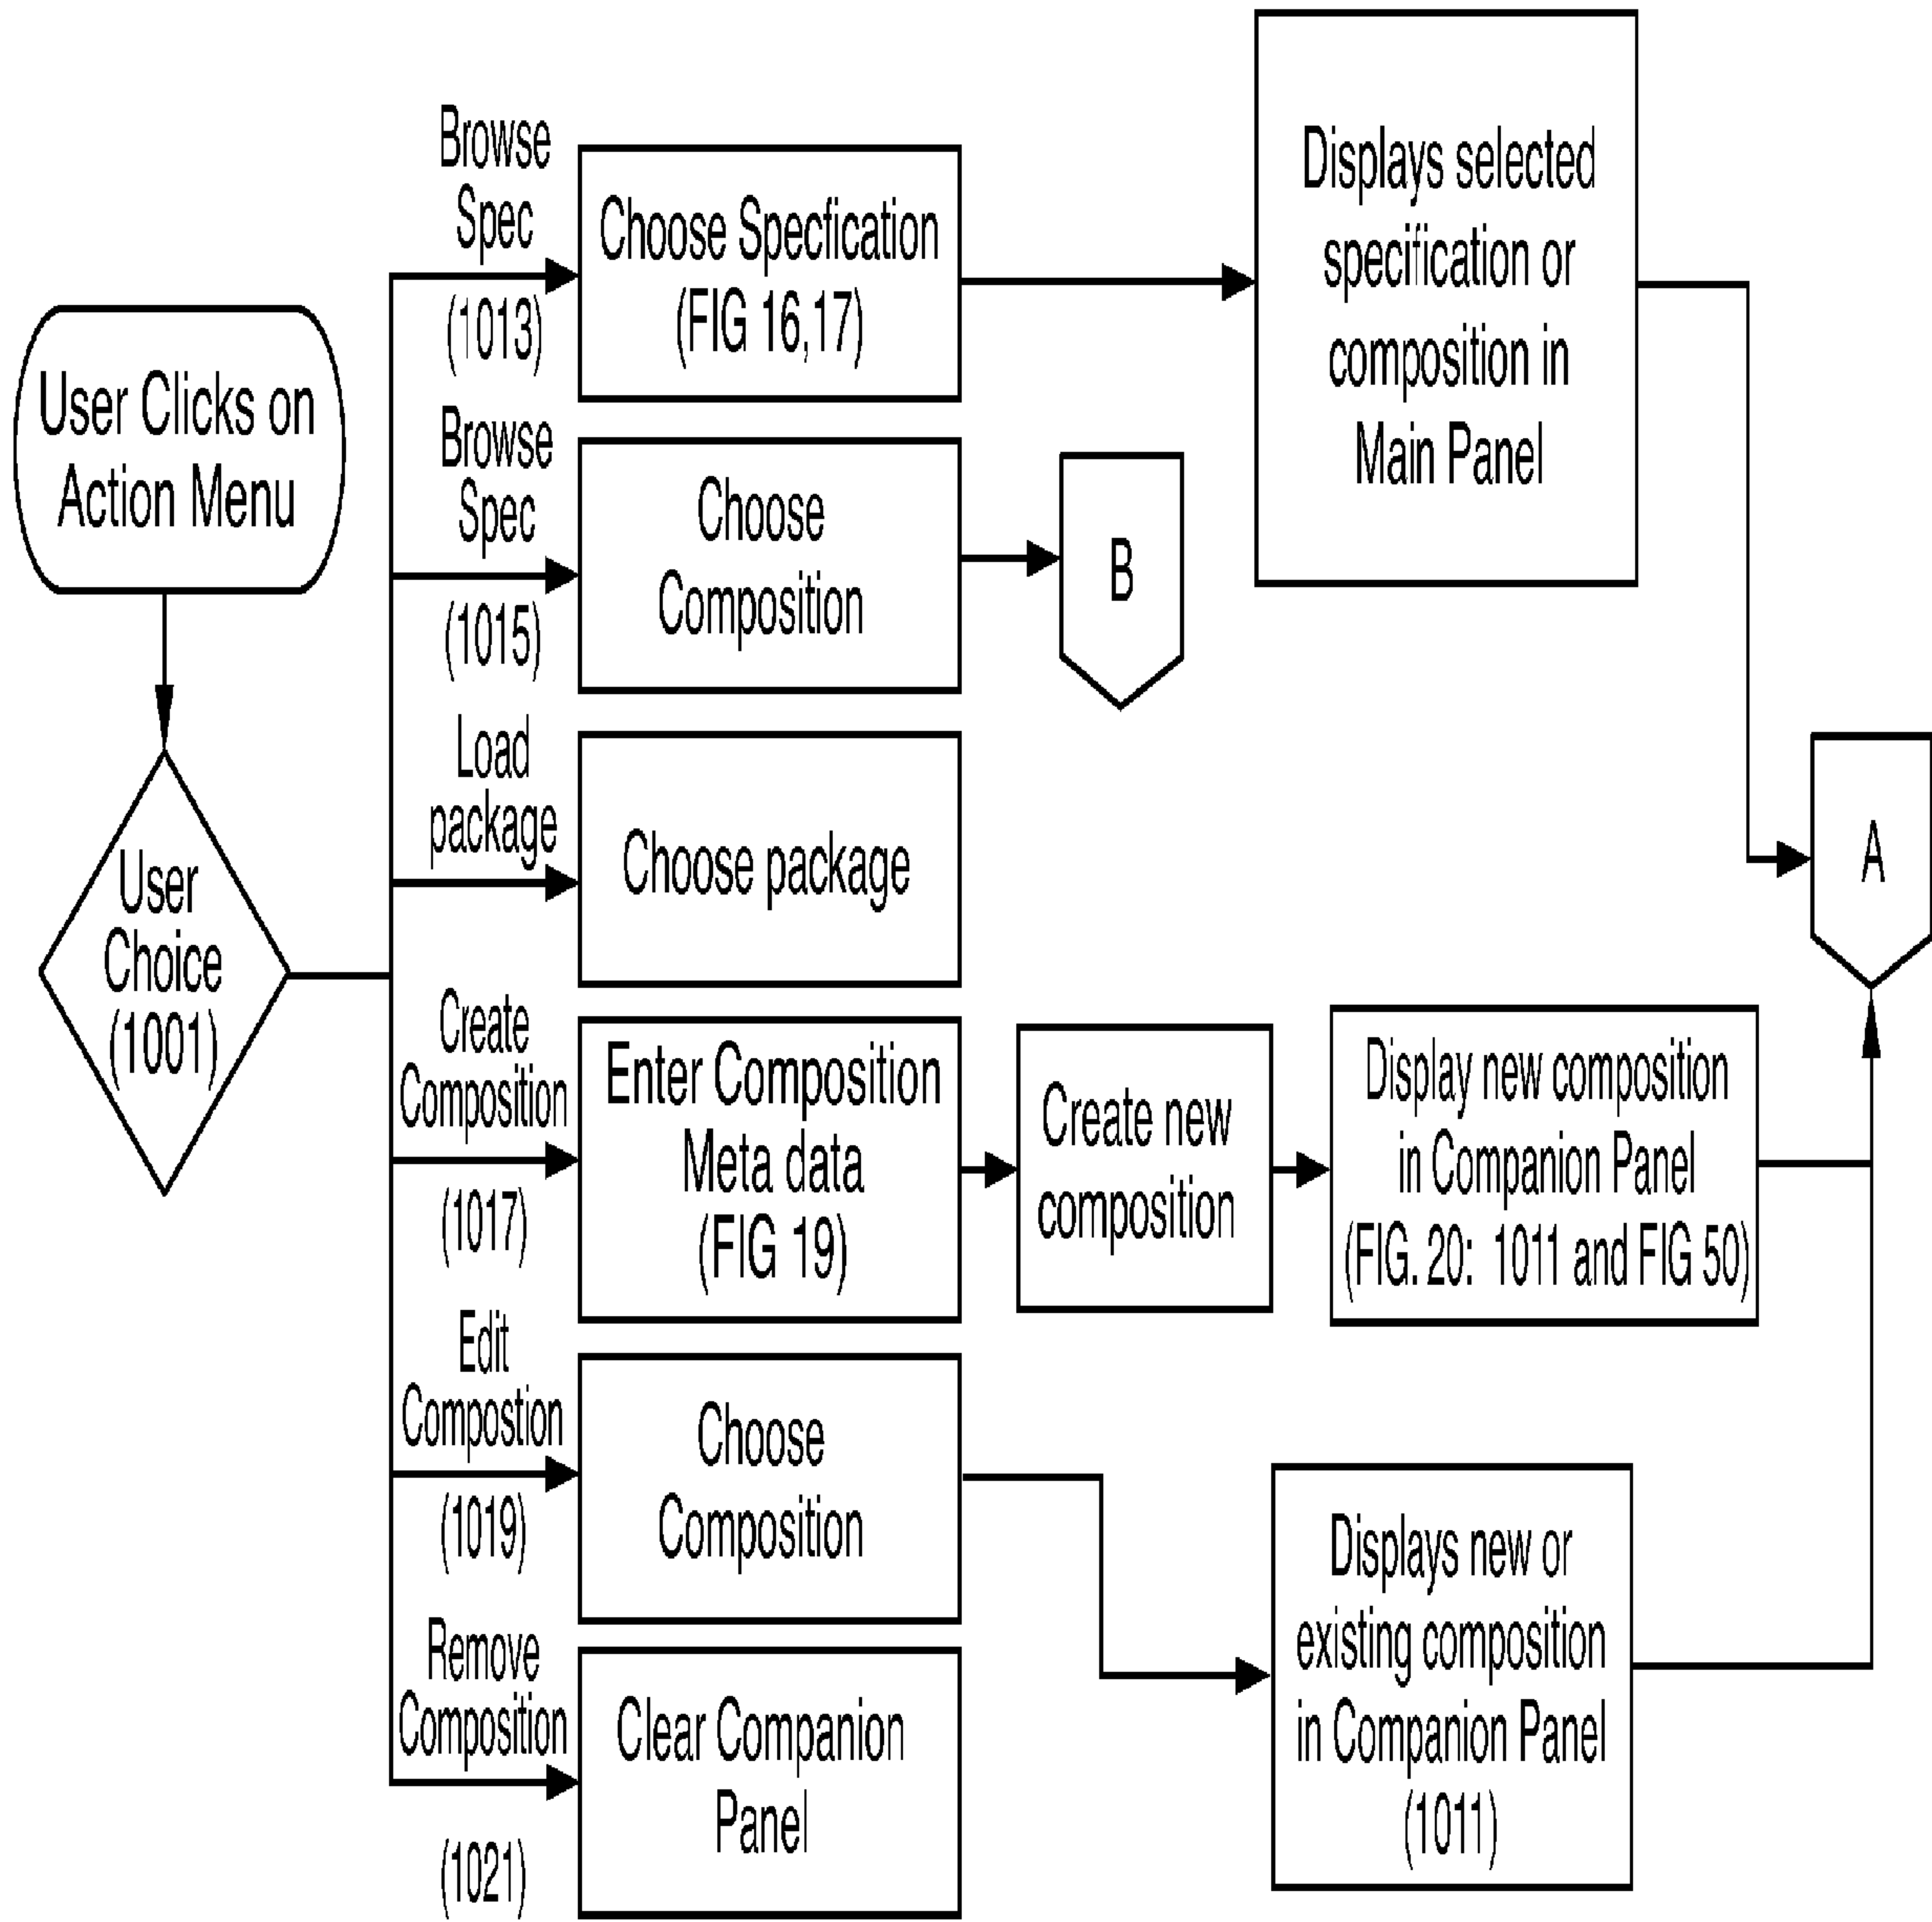 User Clicks on
Action Menu
User
Choice
(1001)
Browse
Spec
(1013)
Choose Specfication
(FIG 16,17)
Displays selected
specification or
composition in
Main Panel
Browse
Spec
(1015)
Choose
Composition
B
Load
package
Choose package
A
Create
Composition
(1017)
Enter Composition
Meta data
(FIG 19)
Create new
composition
Display new composition
in Companion Panel
(FIG. 20: 1011 and FIG 50)
Edit
Compostion
(1019)
Choose
Composition
Displays new or
existing composition
in Companion Panel
(1011)
Remove
Composition
(1021)
Clear Companion
Panel